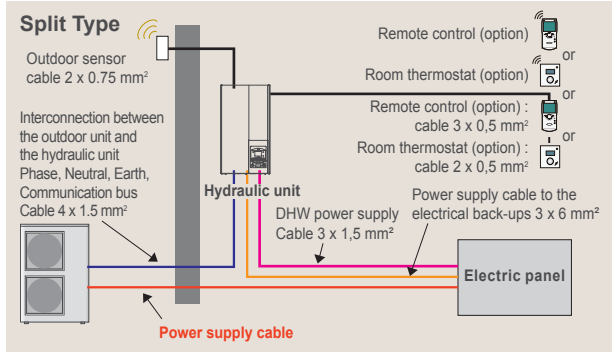 Split Type
Outdoor sensor
cable 2 x 0.75 mm²
Interconnection between
the outdoor unit and
the hydraulic unit
Phase, Neutral, Earth,
Communication bus
Cable 4 x 1.5 mm²
Hydraulic unit
Remote control (option)
or
Room thermostat (option)
or
Remote control (option) :
cable 3 x 0,5 mm²
or
Room thermostat (option) :
cable 2 x 0,5 mm²
DHW power supply
Cable 3 x 1,5 mm²
Power supply cable to the
electrical back-ups 3 x 6 mm²
Electric panel
Power supply cable